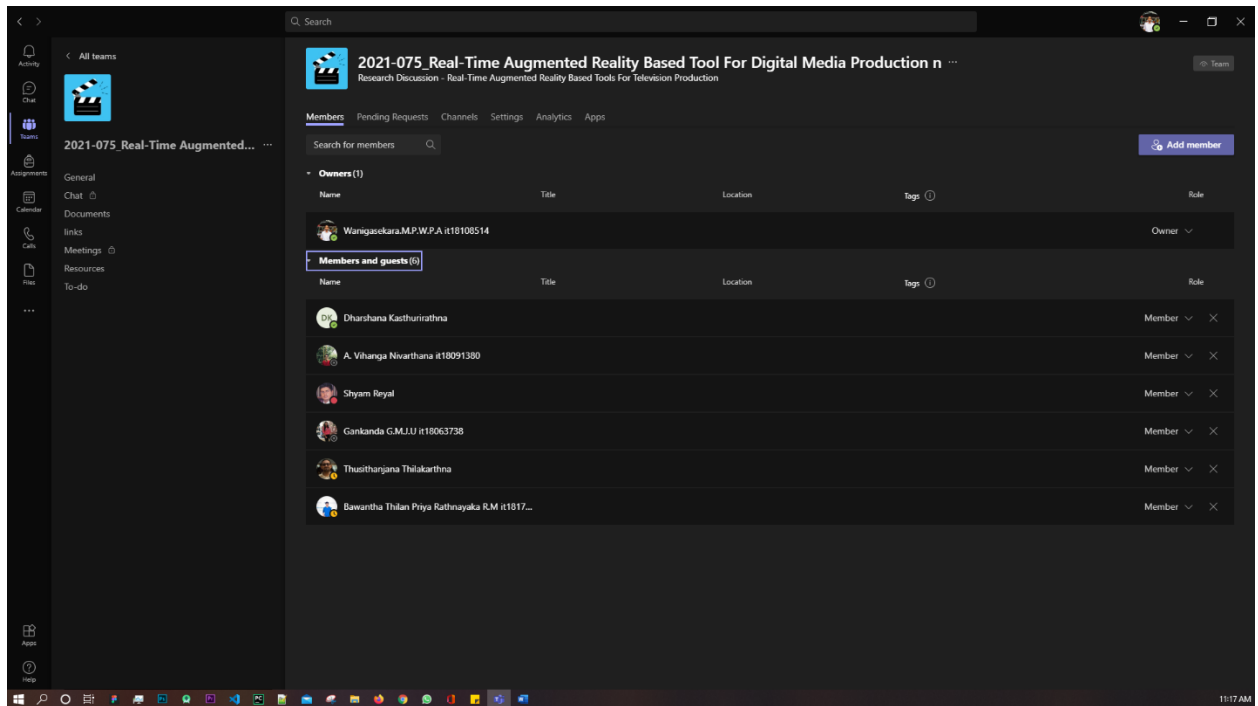 Search
Activity
Chat
Teams
Assignments
Calendar
Calls
Files
Apps
Help
All teams
2021-075_Real-Time Augmented... ...
General
Chat
Documents
links
Meetings
Resources
To-do
2021-075_Real-Time Augmented Reality Based Tool For Digital Media Production n ...
Research Discussion - Real-Time Augmented Reality Based Tools For Television Production
Team
Members Pending Requests Channels Settings Analytics Apps
Search for members
Add member
Owners (1)
Name Title Location Tags Role
Wanigasekara.M.P.W.P.A it18108514 Owner
Members and guests (6)
Name Title Location Tags Role
DK Dharshana Kasthurirathna Member
A. Vihanga Nivarthana it18091380 Member
Shyam Reyal Member
Gankanda G.M.J.U it18063738 Member
Thusithanjana Thilakarthna Member
Bawantha Thilan Priya Rathnayaka R.M it1817... Member
11:17 AM